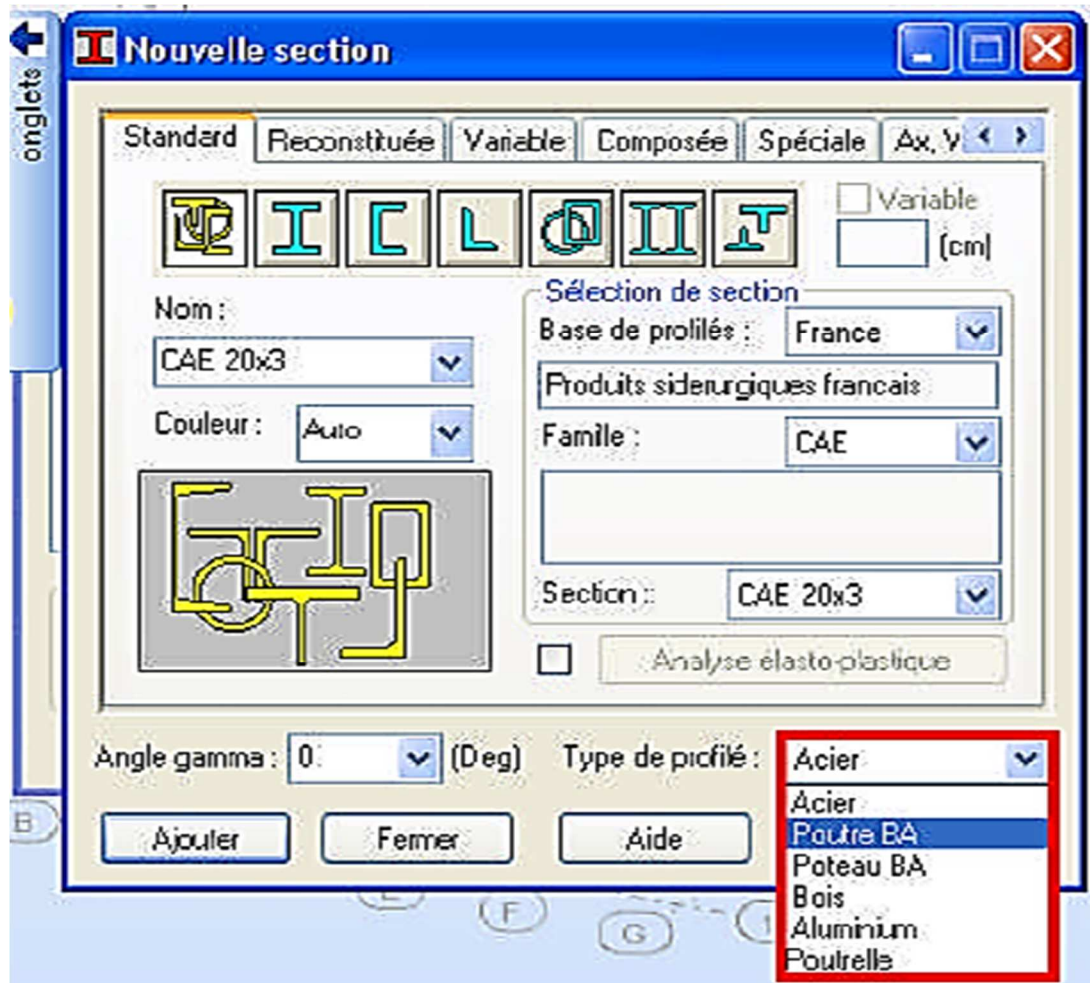 onglets
Nouvelle section
Standard Reconstituée Variable Composée Spéciale Ax, V
Variable
(cm)
Nom :
CAE 20x3
Couleur : Auto
Sélection de section
Base de profilés : France
Produits siderurgiques francais
Famille : CAE
Section : CAE 20x3
Analyse élasto-plastique
Angle gamma : 0. (Deg) Type de profilé : Acier
Acier
Poutre BA
Poteau BA
Bois
Aluminium
Poutrelle
Ajouter Fermer Aide
B
E
F
G